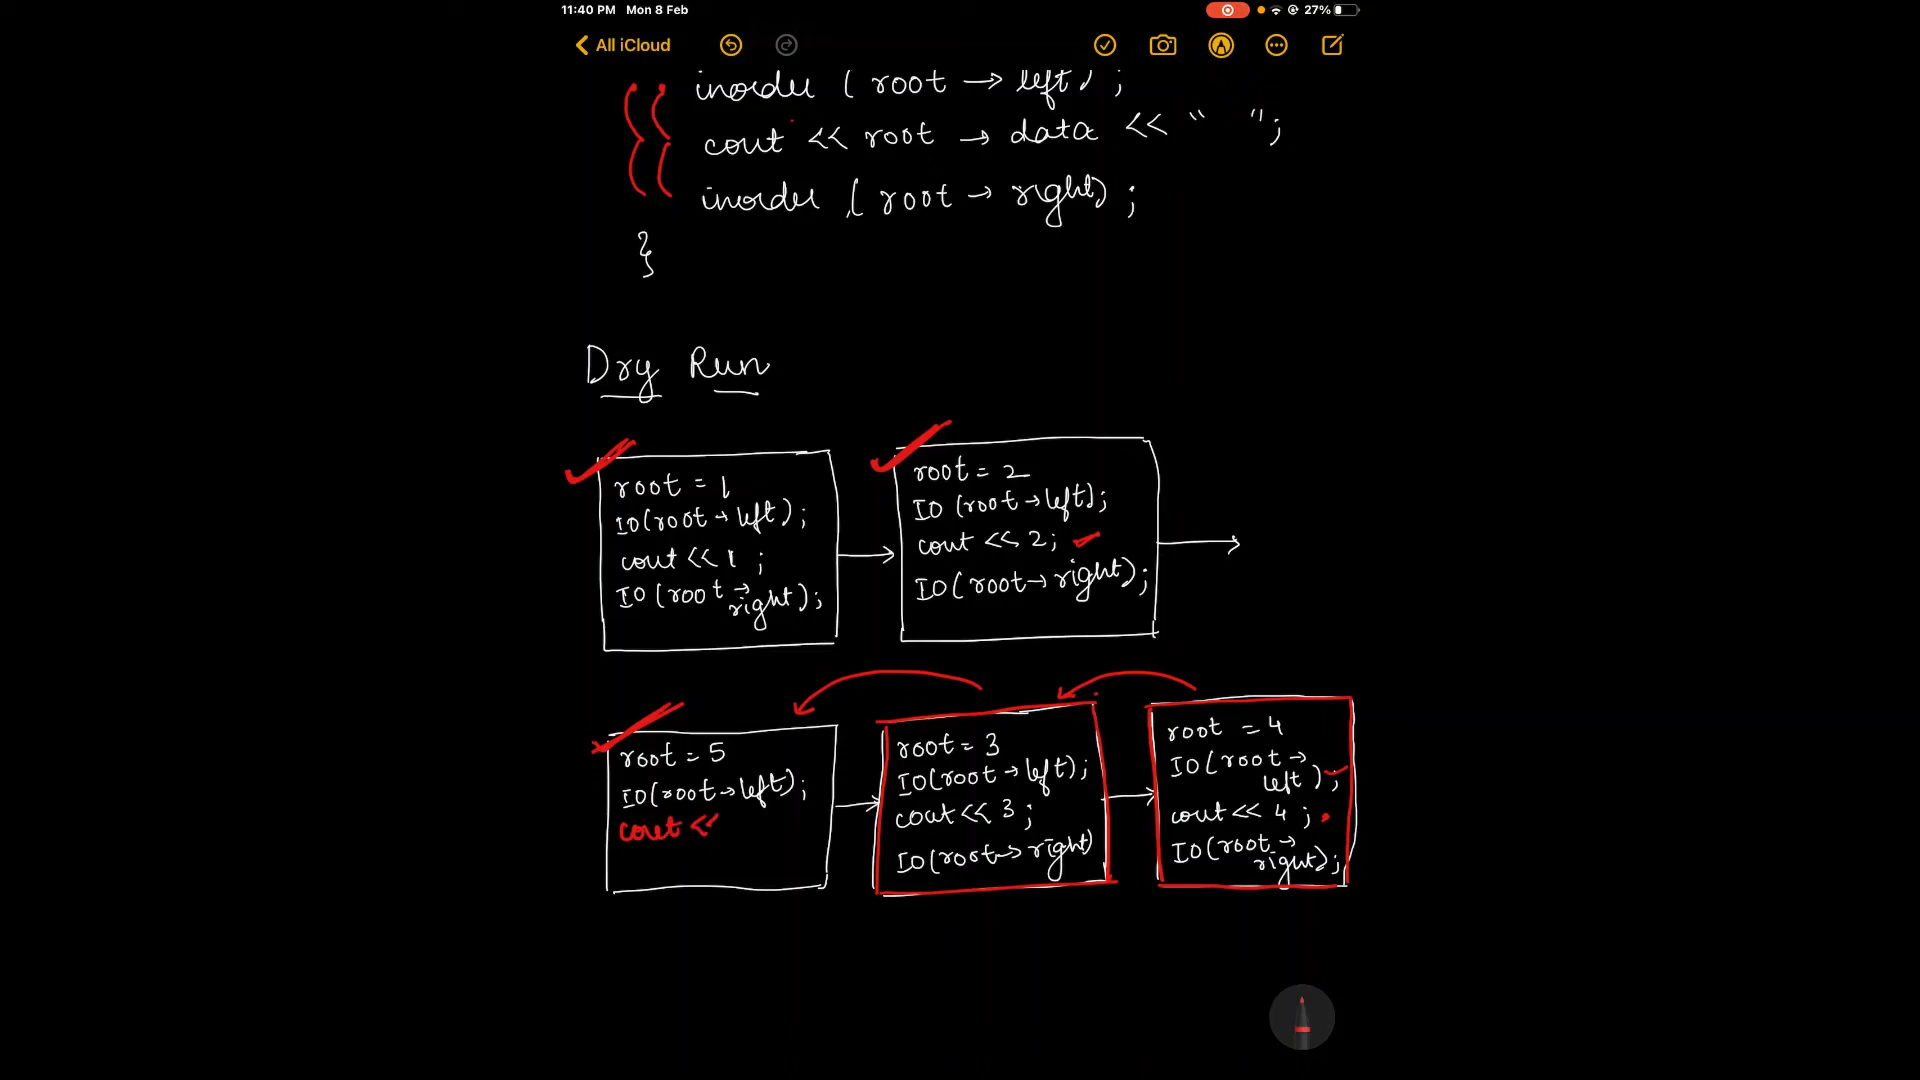 11:40 PM Mon 8 Feb 27%
All iCloud
inorder ( root → left ) ;
cout << root → data << " " ;
inorder ( root → right ) ;
}
Dry Run
root = 1
IO(root → left);
cout << 1 ;
IO(root →
right);
root = 2
IO (root → left);
cout << 2;
IO(root → right);
root = 5
IO(root → left);
cout <<
root = 3
IO(root → left);
cout << 3 ;
IO(root → right)
root = 4
IO(root →
left);
cout << 4 ;
IO(root →
right);